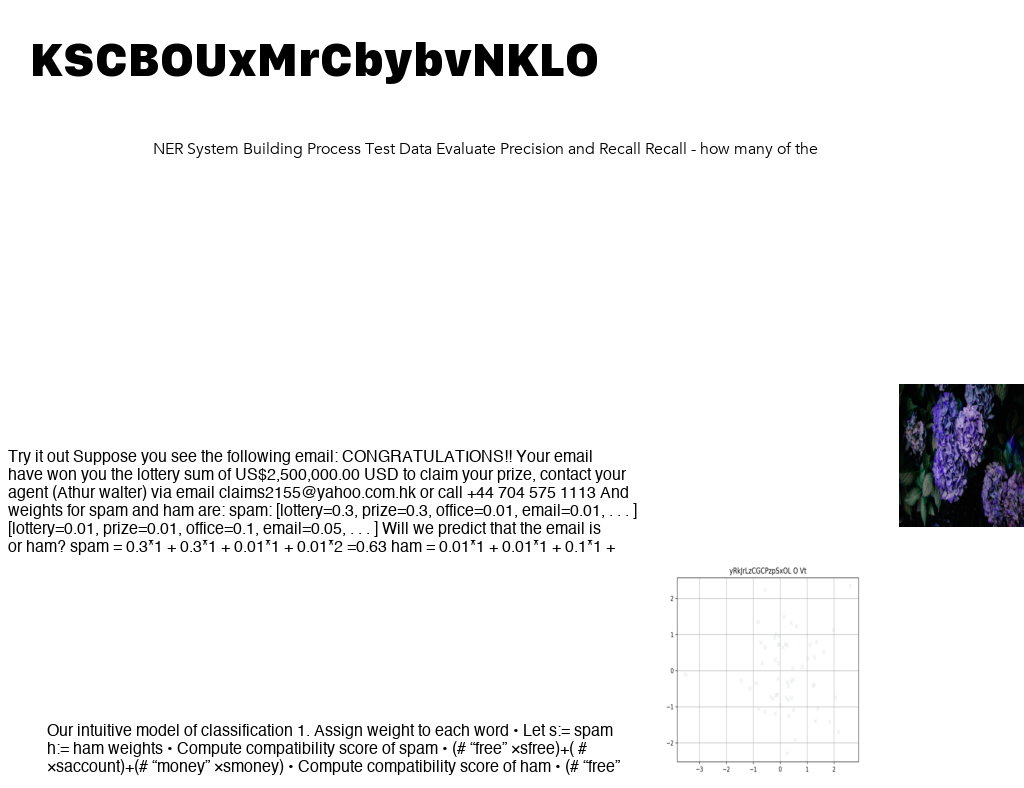 KSCBOUxMrCbybvNKLO
NER System Building Process Test Data Evaluate Precision and Recall Recall - how many of the
Try it out Suppose you see the following email: CONGRATULATIONS!! Your email
have won you the lottery sum of US$2,500,000.00 USD to claim your prize, contact your
agent (Athur walter) via email claims2155@yahoo.com.hk or call +44 704 575 1113 And
weights for spam and ham are: spam: [lottery=0.3, prize=0.3, office=0.01, email=0.01, . . . ]
[lottery=0.01, prize=0.01, office=0.1, email=0.05, . . . ] Will we predict that the email is
or ham? spam = 0.3*1 + 0.3*1 + 0.01*1 + 0.01*2 =0.63 ham = 0.01*1 + 0.01*1 + 0.1*1 +
yRkJrLzCGCPzpSxOL O Vt
2
1
0
−1
−2
−3 −2 −1 0 1 2
Our intuitive model of classification 1. Assign weight to each word • Let s:= spam
h:= ham weights • Compute compatibility score of spam • (# “free” ×sfree)+( #
×saccount)+(# “money” ×smoney) • Compute compatibility score of ham • (# “free”